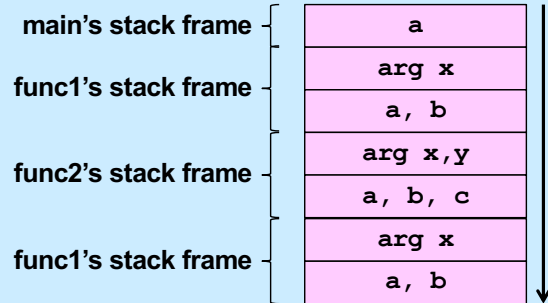 main's stack frame
a
func1's stack frame
arg x
a, b
func2's stack frame
arg x,y
a, b, c
func1's stack frame
arg x
a, b